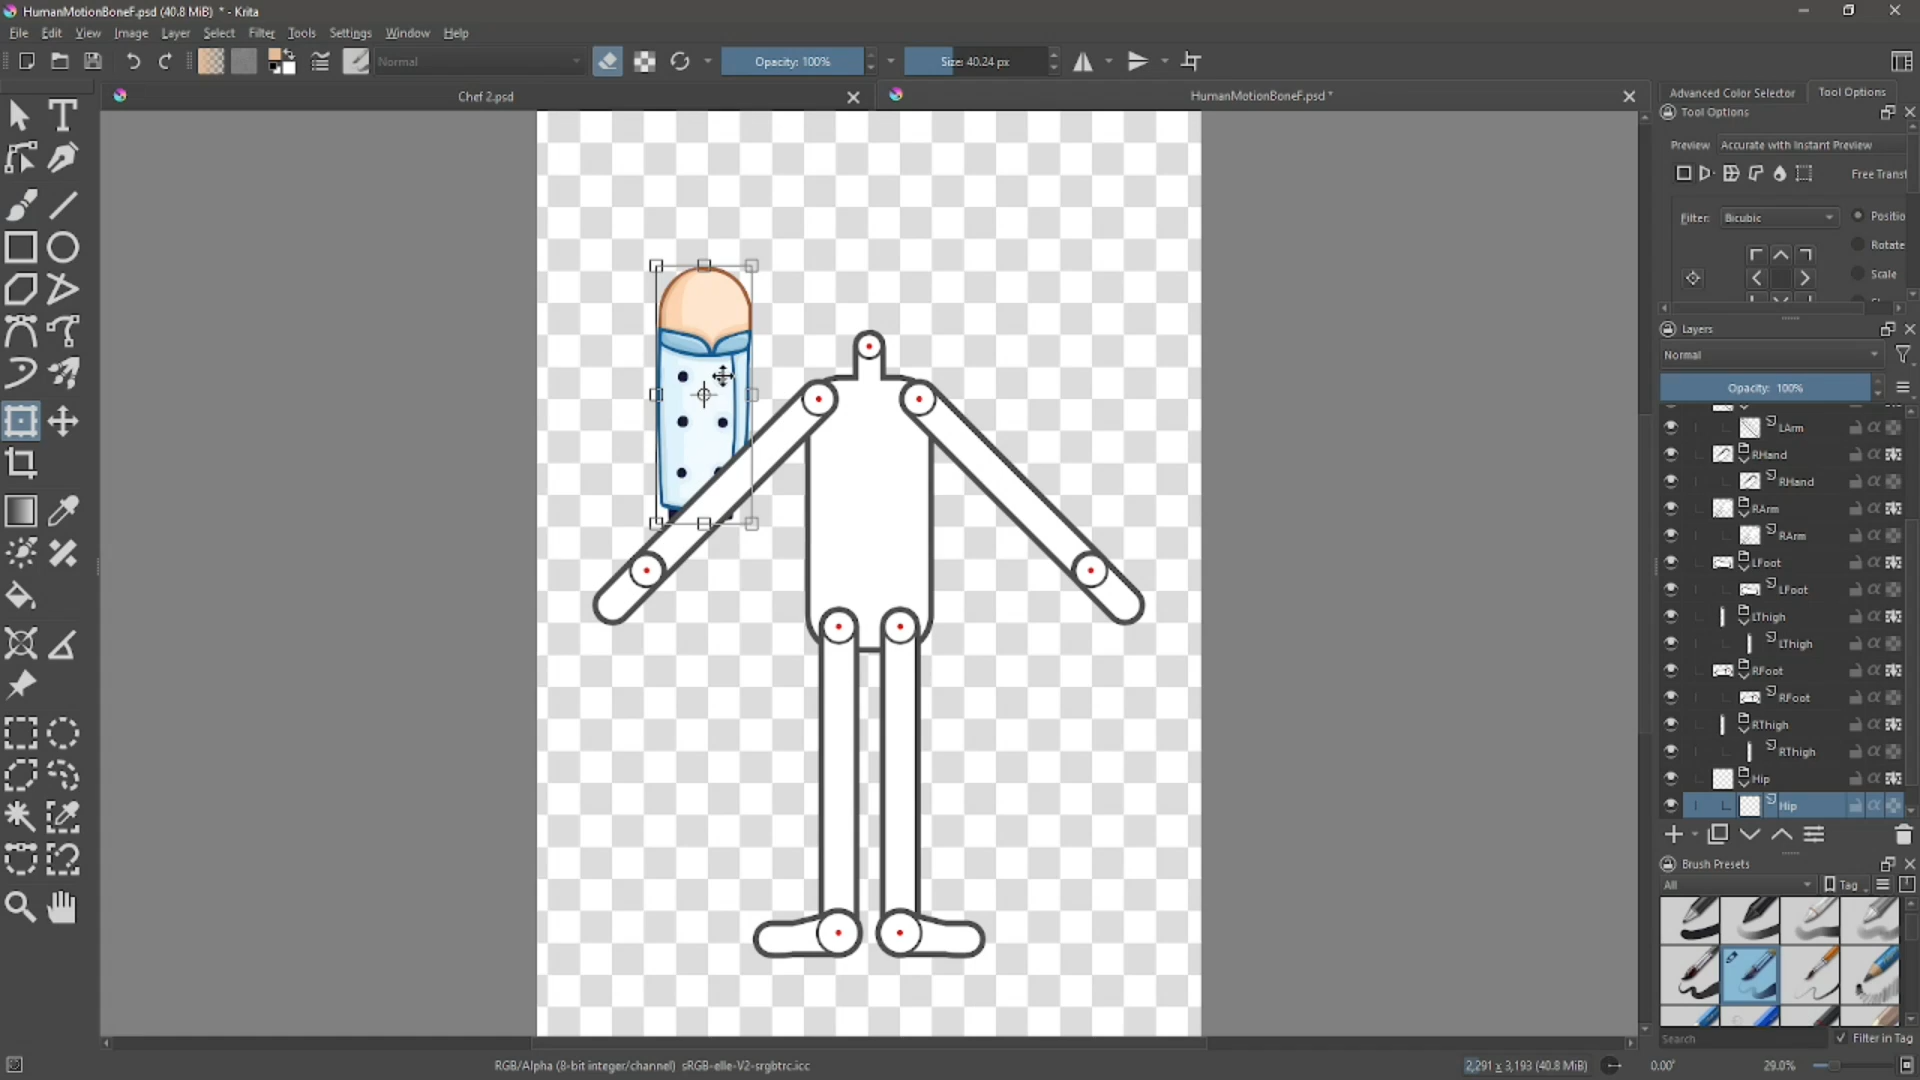 HumanMotionBoneF.psd (40.8 MiB) * - Krita
File Edit View Image Layer Select Filter Tools Settings Window Help
Normal
Opacity: 100%
Size: 40.24 px
Chef 2.psd
HumanMotionBoneF.psd *
Advanced Color Selector
Tool Options
Tool Options
Preview Accurate with Instant Preview
Free Transf
Filter: Bicubic
Positio
Rotate
Scale
Layers
Normal
Opacity: 100%
LArm
RHand
RHand
RArm
RArm
LFoot
LFoot
LThigh
LThigh
RFoot
RFoot
RThigh
RThigh
Hip
Hip
Brush Presets
All
Tag
Search
Filter in Tag
RGB/Alpha (8-bit integer/channel) sRGB-elle-V2-srgbtrc.icc
2,291 x 3,193 (40.8 MiB)
0.00°
29.0%